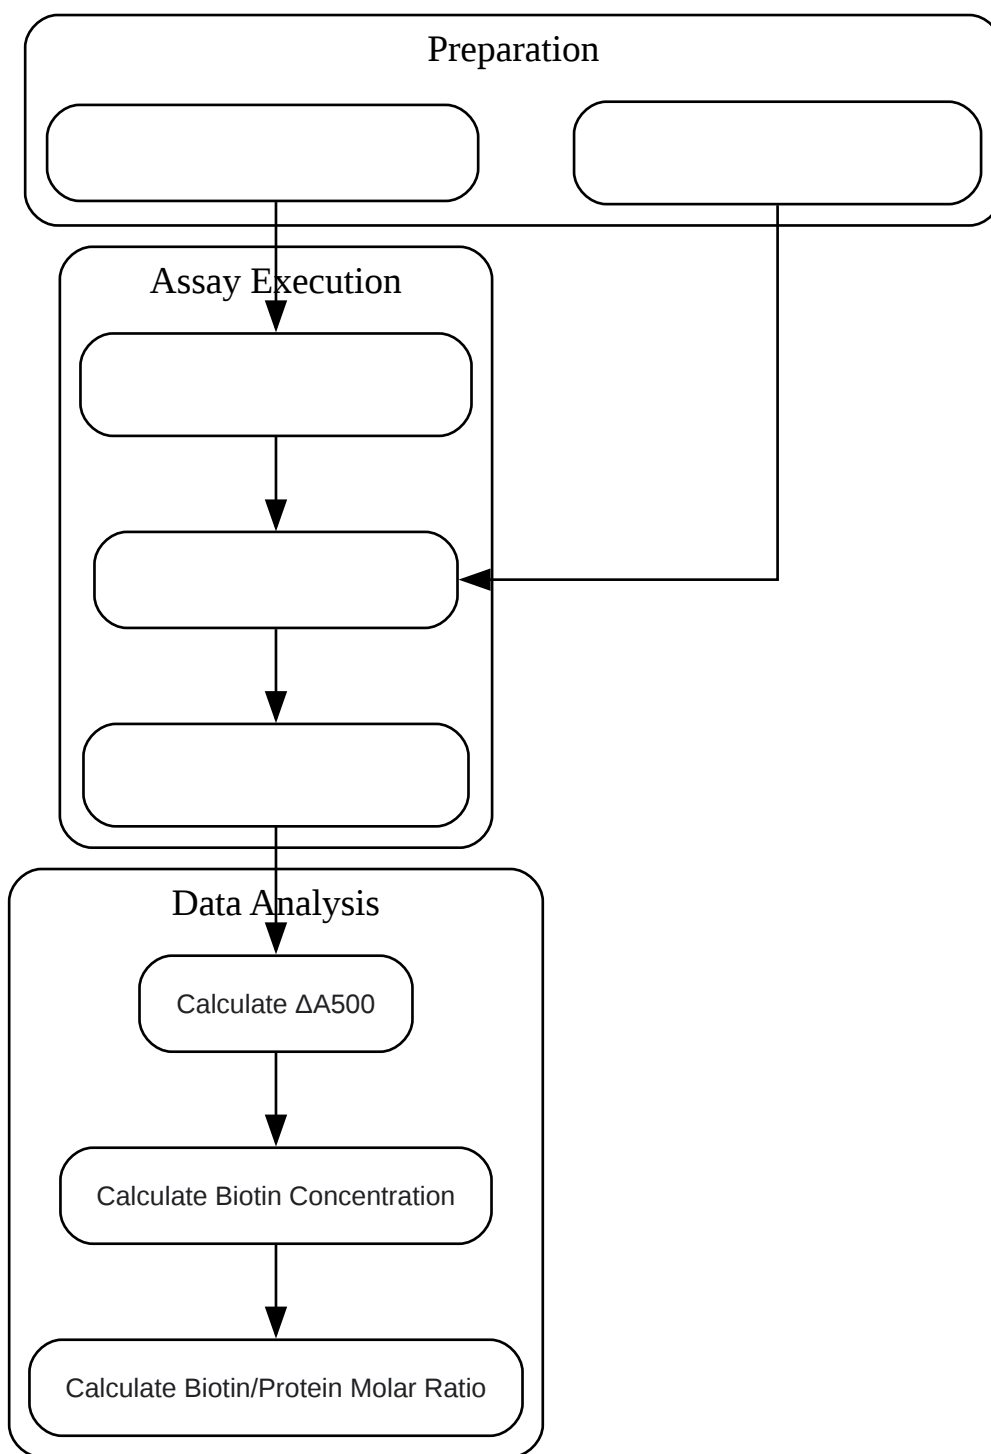 Preparation
Assay Execution
Data Analysis
Calculate ΔA500
Calculate Biotin Concentration
Calculate Biotin/Protein Molar Ratio